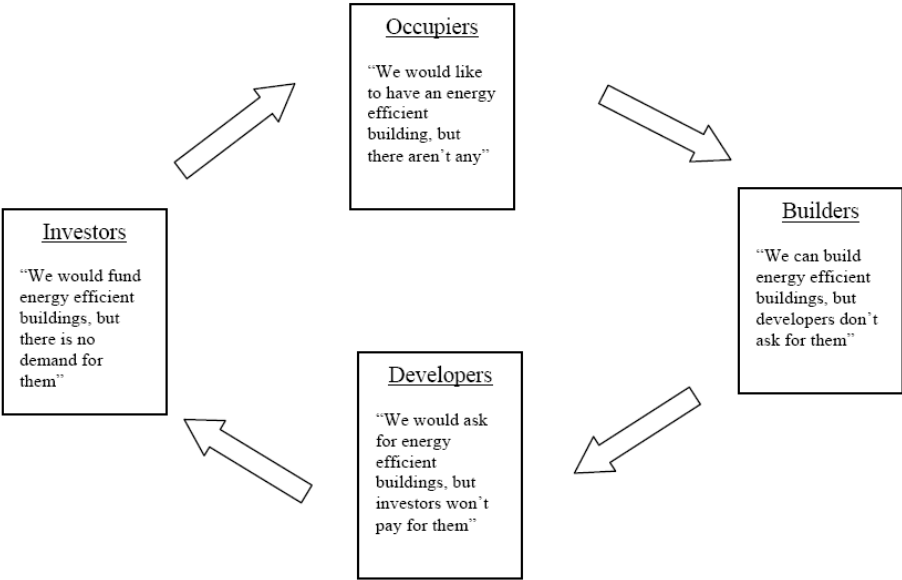 Occupiers
“We would like
to have an energy
efficient
building, but
there aren’t any”
Builders
“We can build
energy efficient
buildings, but
developers don’t
ask for them”
Developers
“We would ask
for energy
efficient
buildings, but
investors won’t
pay for them”
Investors
“We would fund
energy efficient
buildings, but
there is no
demand for
them”